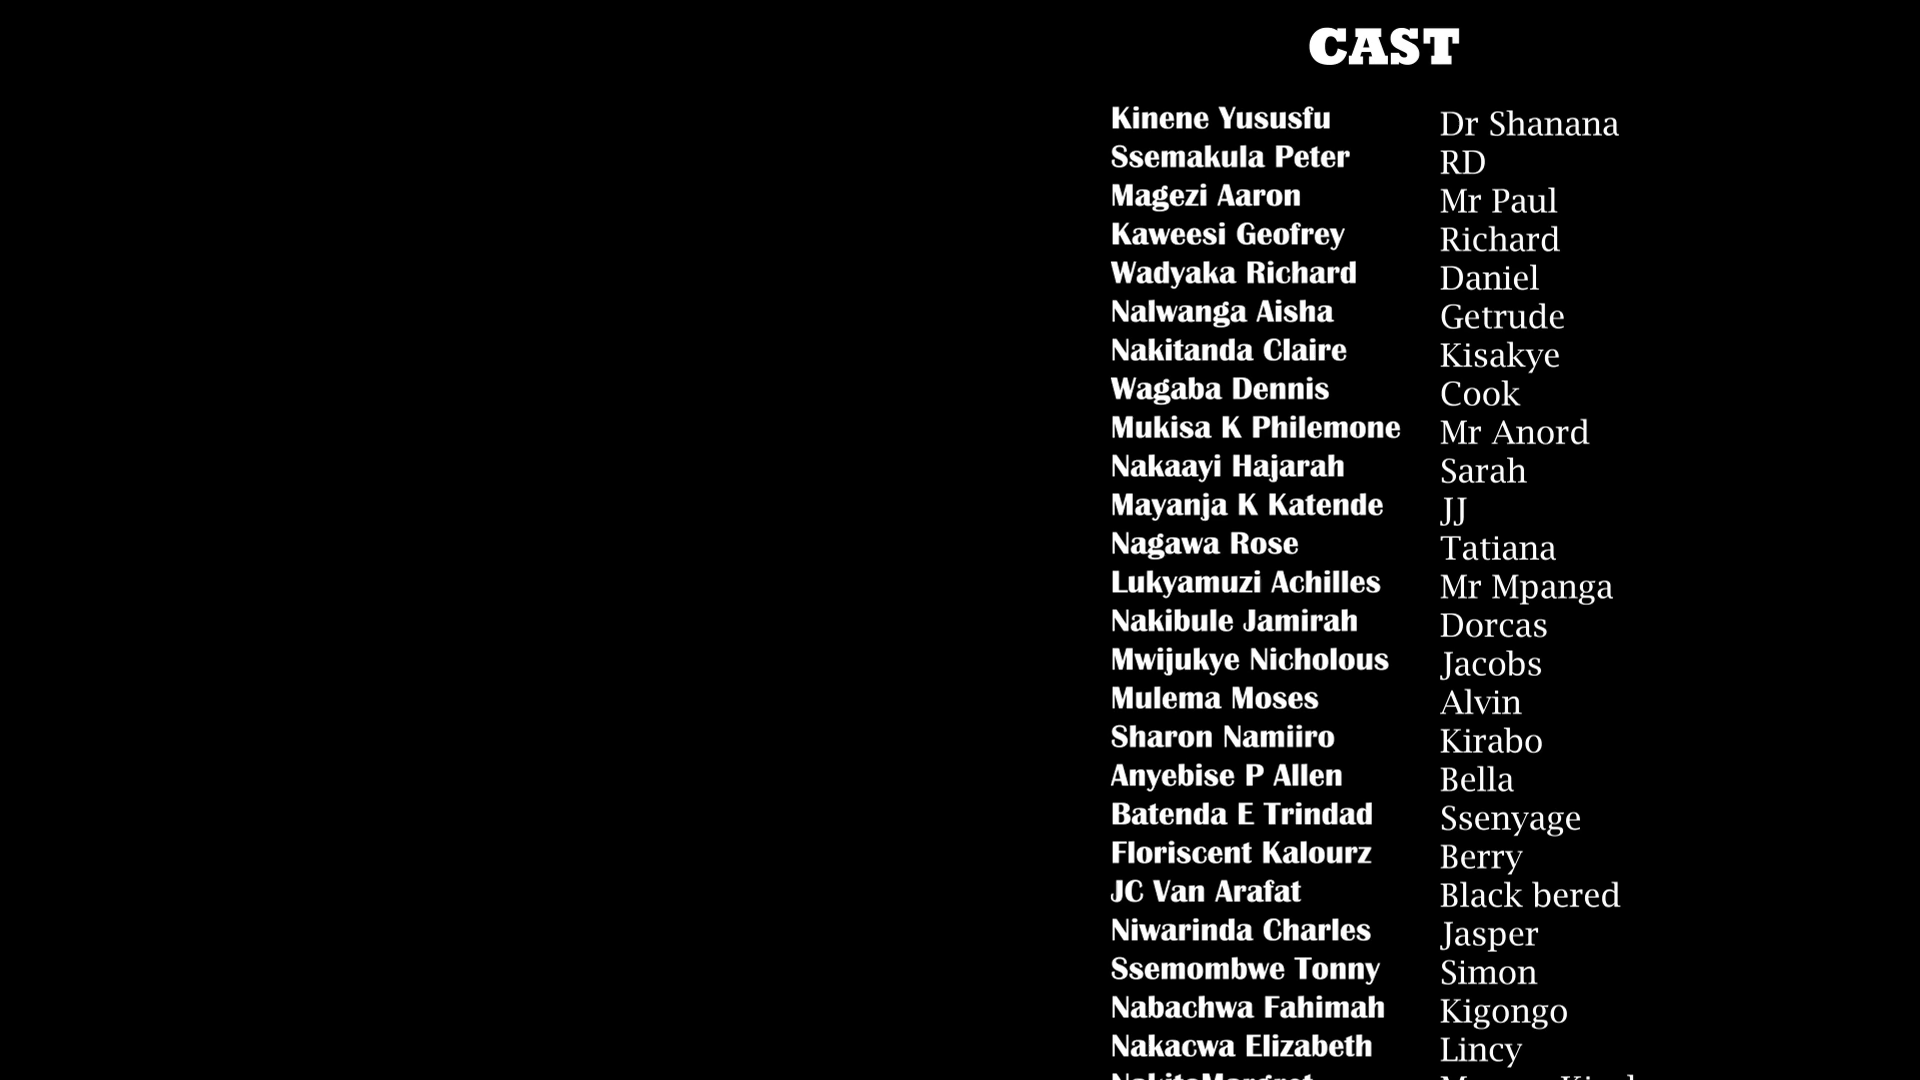 CAST
Kinene Yususfu Dr Shanana
Ssemakula Peter RD
Magezi Aaron Mr Paul
Kaweesi Geofrey Richard
Wadyaka Richard Daniel
Nalwanga Aisha Getrude
Nakitanda Claire Kisakye
Wagaba Dennis Cook
Mukisa K Philemone Mr Anord
Nakaayi Hajarah Sarah
Mayanja K Katende JJ
Nagawa Rose Tatiana
Lukyamuzi Achilles Mr Mpanga
Nakibule Jamirah Dorcas
Mwijukye Nicholous Jacobs
Mulema Moses Alvin
Sharon Namiiro Kirabo
Anyebise P Allen Bella
Batenda E Trindad Ssenyage
Floriscent Kalourz Berry
JC Van Arafat Black bered
Niwarinda Charles Jasper
Ssemombwe Tonny Simon
Nabachwa Fahimah Kigongo
Nakacwa Elizabeth Lincy